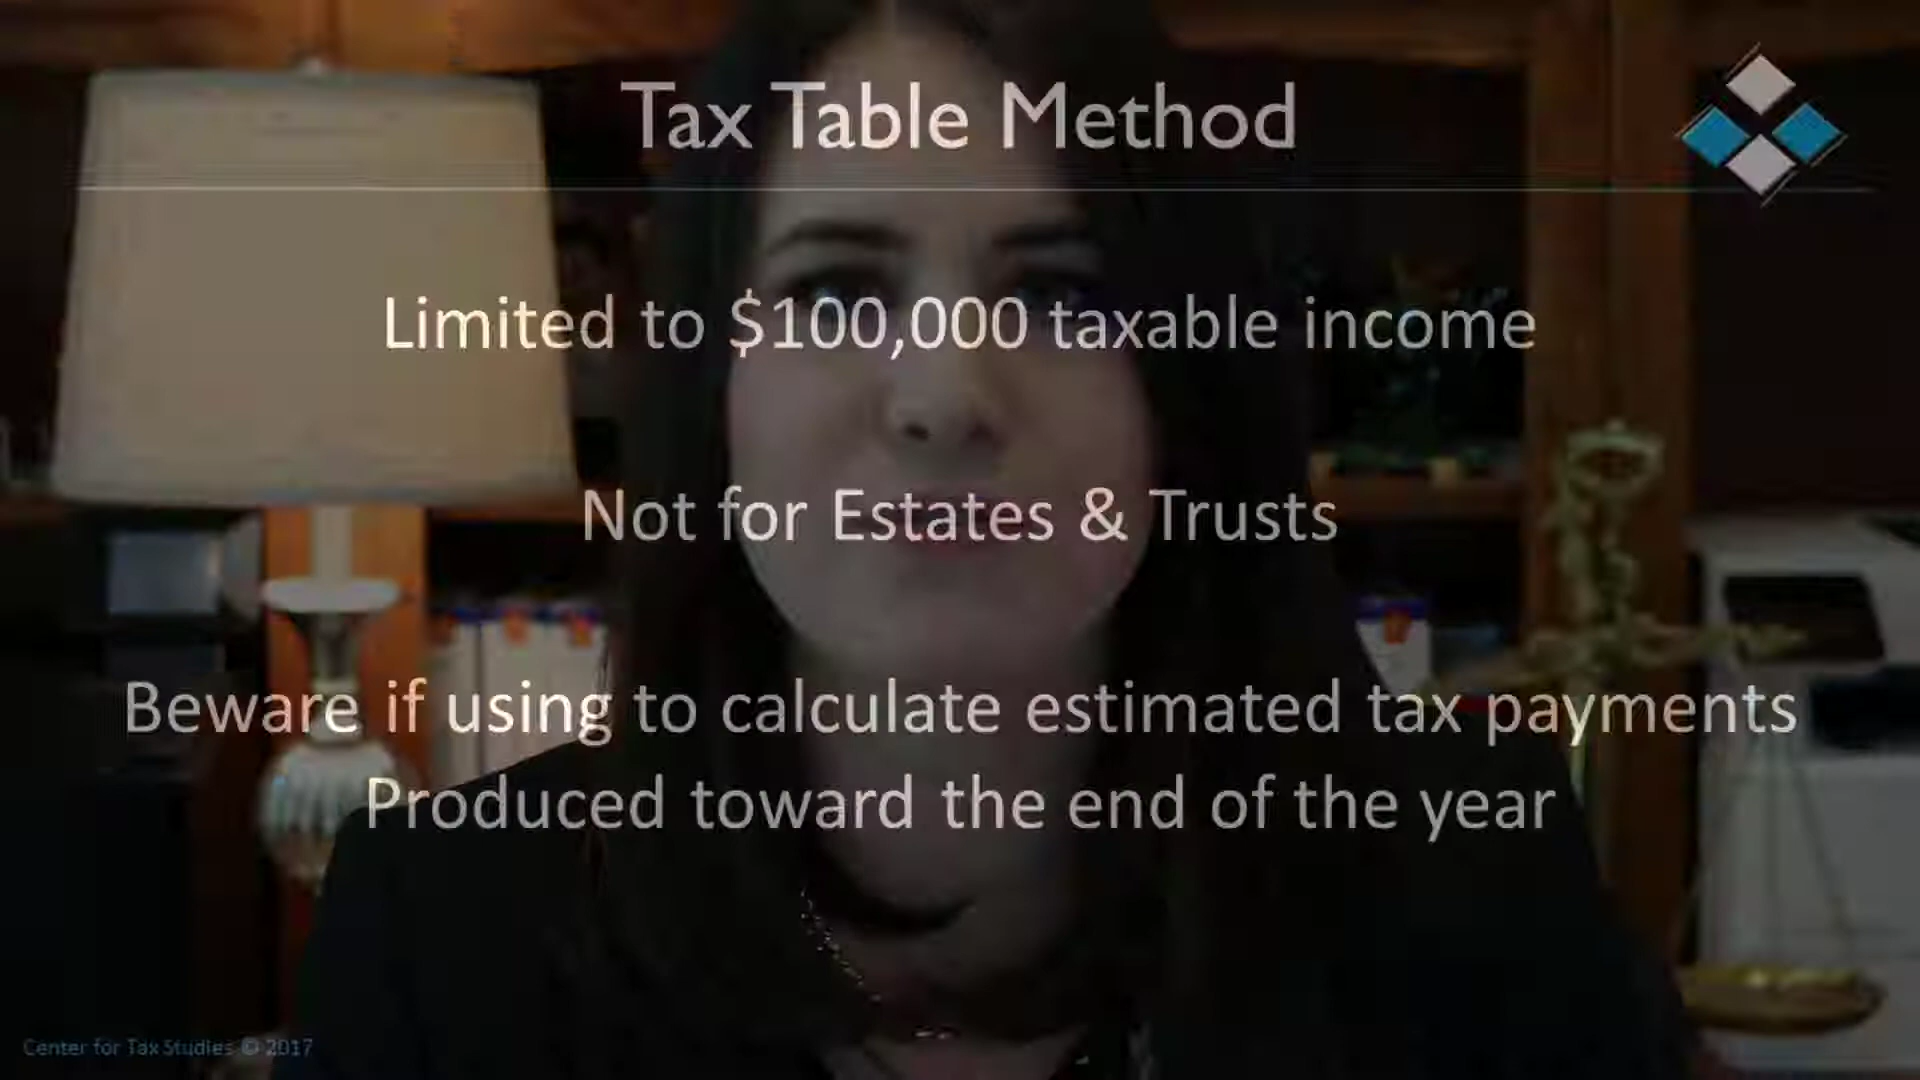 Tax Table Method
Limited to $100,000 taxable income
Not for Estates & Trusts
Beware if using to calculate estimated tax payments
Produced toward the end of the year
Center for Tax Studies © 2017